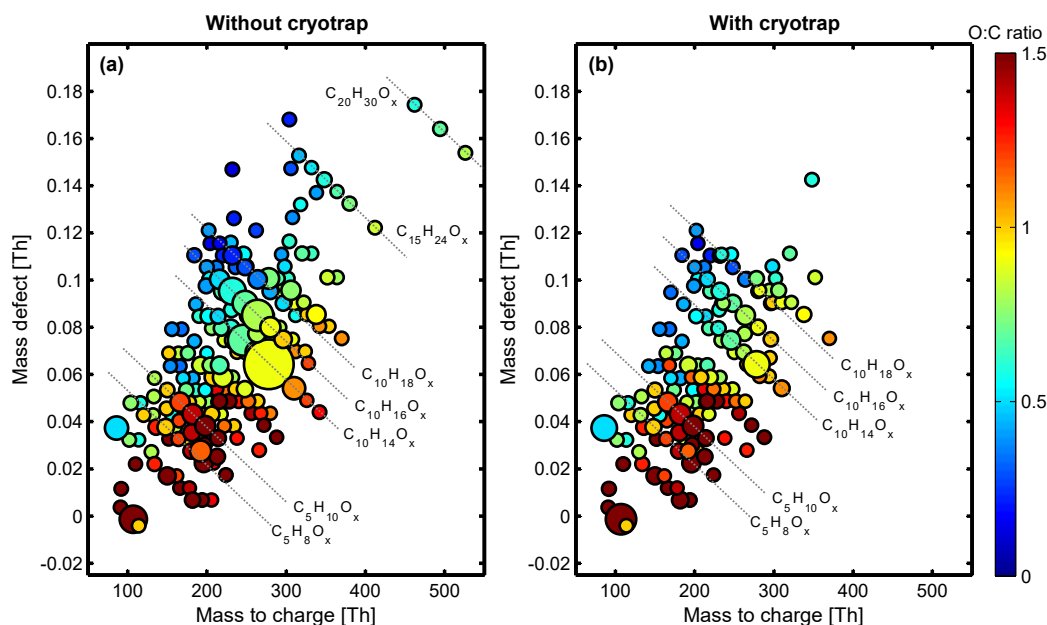 Without cryotrap
With cryotrap
O:C ratio
(a)
(b)
1.5
1
0.5
0
0.18
0.16
0.14
0.12
0.1
0.08
0.06
0.04
0.02
0
-0.02
Mass defect [Th]
100 200 300 400 500
Mass to charge [Th]
C₂₀H₃₀Oₓ
C₁₅H₂₄Oₓ
C₁₀H₁₈Oₓ
C₁₀H₁₆Oₓ
C₁₀H₁₄Oₓ
C₅H₁₀Oₓ
C₅H₈Oₓ
0.18
0.16
0.14
0.12
0.1
0.08
0.06
0.04
0.02
0
-0.02
Mass defect [Th]
100 200 300 400 500
Mass to charge [Th]
C₁₀H₁₈Oₓ
C₁₀H₁₆Oₓ
C₁₀H₁₄Oₓ
C₅H₁₀Oₓ
C₅H₈Oₓ